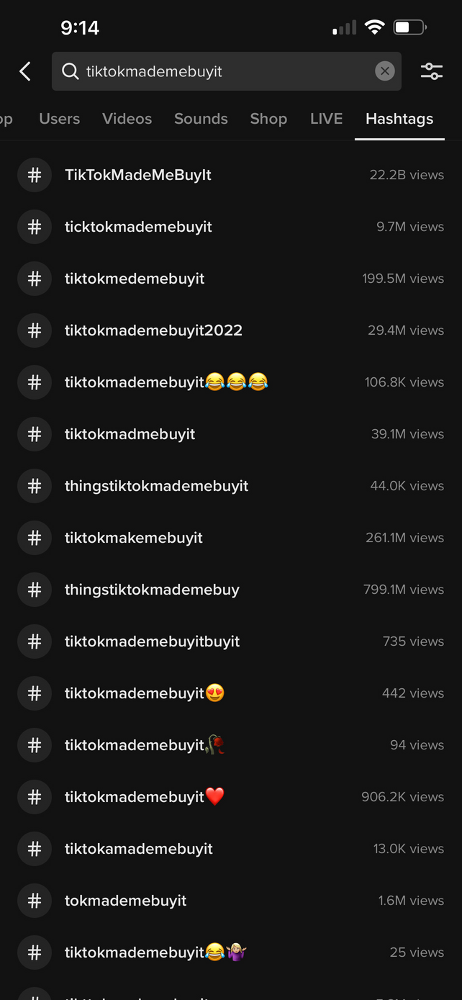 9:14
tiktokmademebuyit
op Users Videos Sounds Shop LIVE Hashtags
# TikTokMadeMeBuyIt 22.2B views
# ticktokmademebuyit 9.7M views
# tiktokmedemebuyit 199.5M views
# tiktokmademebuyit2022 29.4M views
# tiktokmademebuyit😂😂😂 106.8K views
# tiktokmadmebuyit 39.1M views
# thingstiktokmademebuyit 44.0K views
# tiktokmakemebuyit 261.1M views
# thingstiktokmademebuy 799.1M views
# tiktokmademebuyitbuyit 735 views
# tiktokmademebuyit😍 442 views
# tiktokmademebuyit🥀 94 views
# tiktokmademebuyit❤️ 906.2K views
# tiktokamademebuyit 13.0K views
# tokmademebuyit 1.6M views
# tiktokmademebuyit😂🤷🏼‍♀️ 25 views